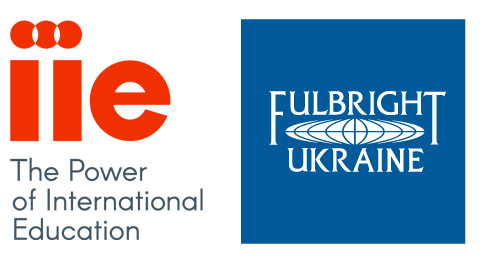 iie
The Power
of International
Education
FULBRIGHT
UKRAINE